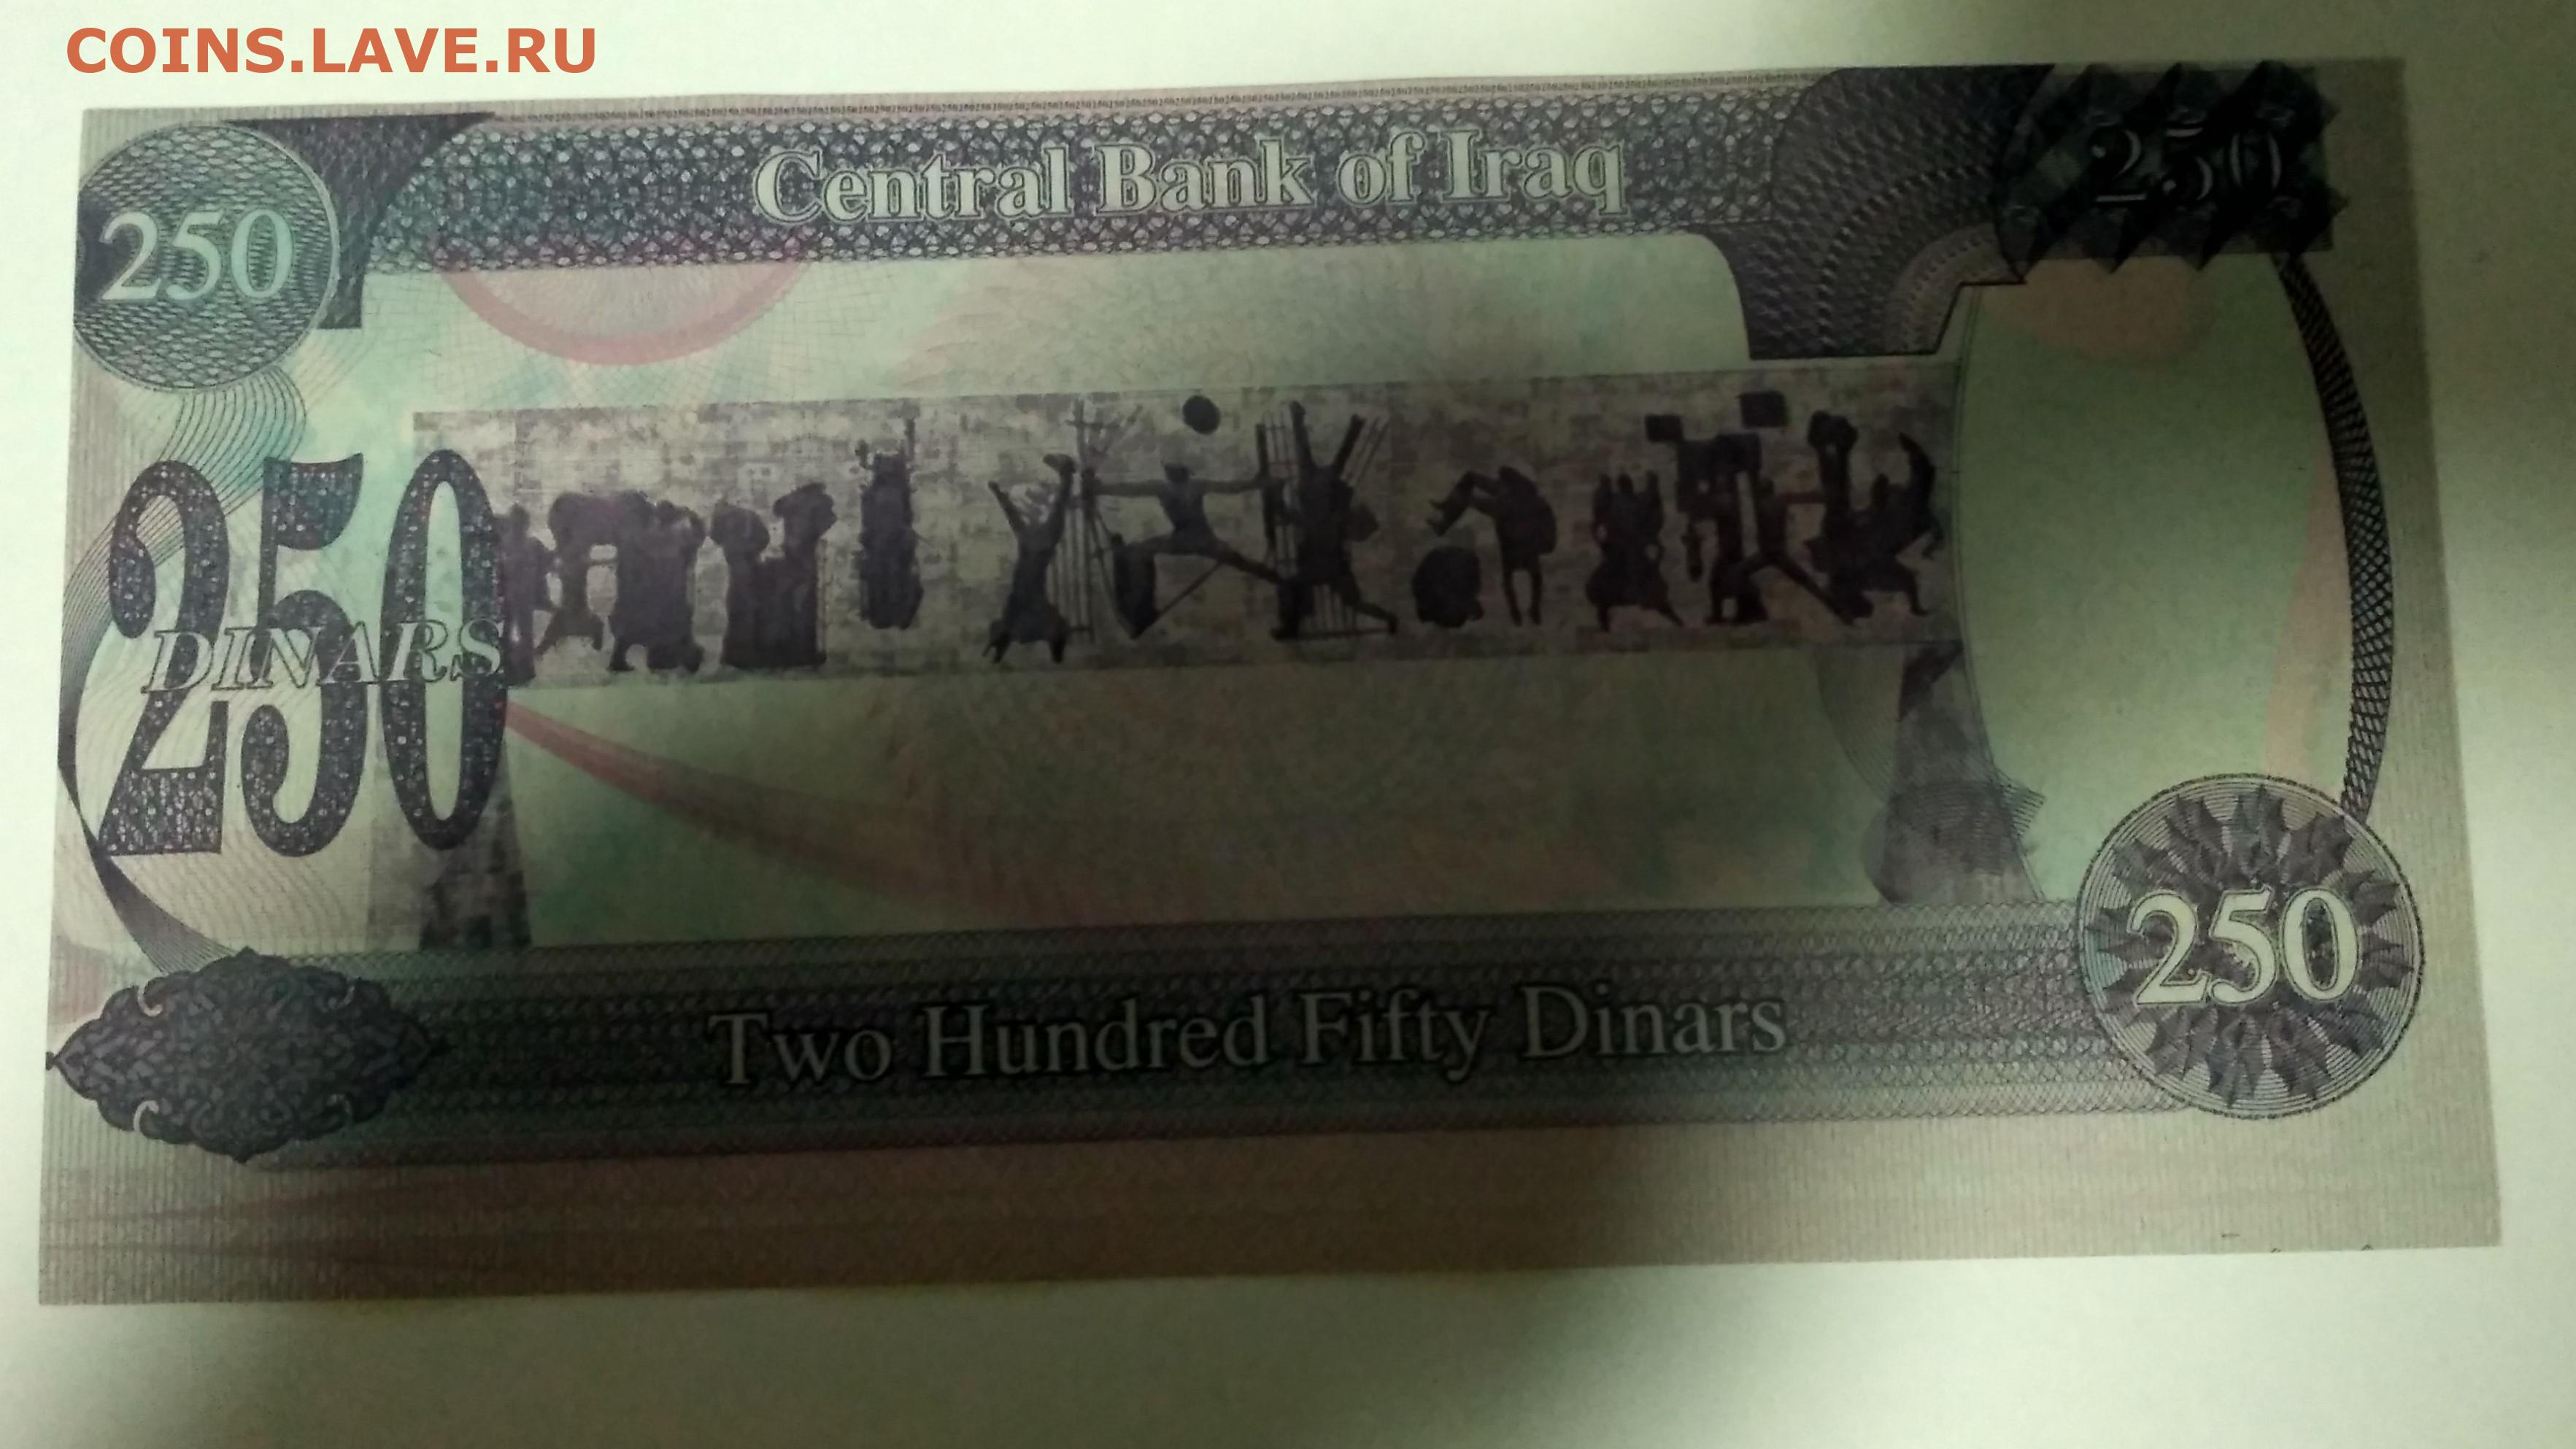 COINS.LAVE.RU
250
Central Bank of Iraq
250
250
DINARS
Two Hundred Fifty Dinars
250